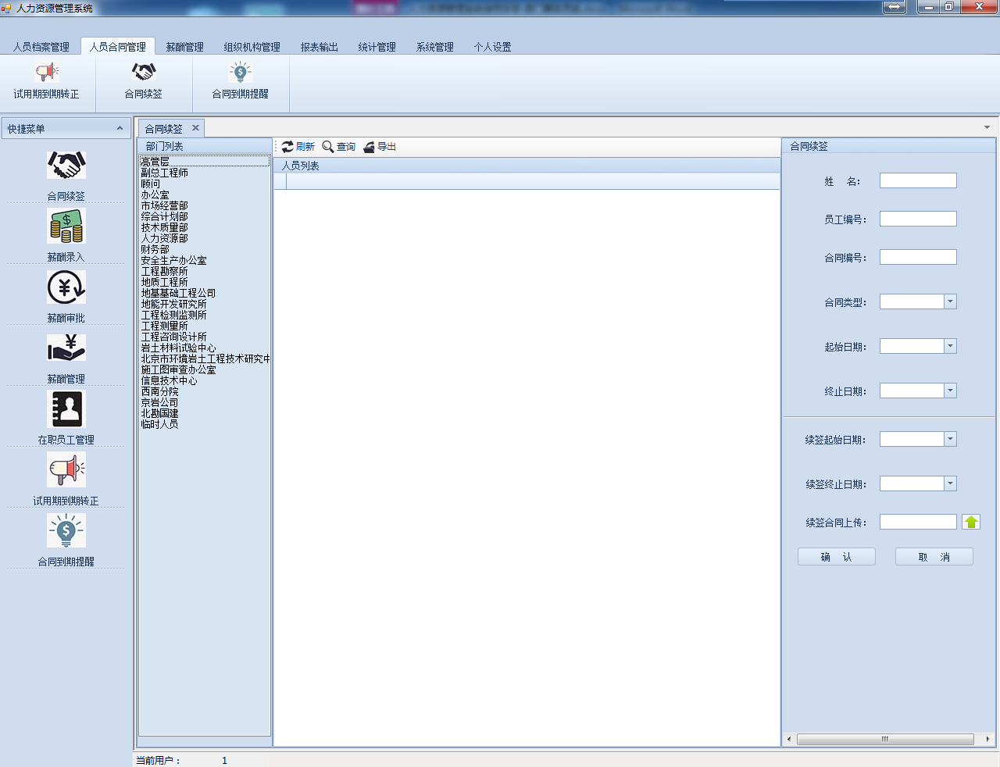 人力资源管理系统
人员档案管理 人员合同管理 薪酬管理 组织机构管理 报表输出 统计管理 系统管理 个人设置
试用期到期转正 合同续签 合同到期提醒
快捷菜单
合同续签
薪酬录入
薪酬审批
薪酬管理
在职员工管理
试用期到期转正
合同到期提醒
合同续签
部门列表
高管层
副总工程师
顾问
办公室
市场经营部
综合计划部
技术质量部
人力资源部
财务部
安全生产办公室
工程勘察所
地质工程所
地基基础工程公司
地能开发研究所
工程检测监测所
工程测量所
工程咨询设计所
岩土材料试验中心
北京市环境岩土工程技术研究中
施工图审查办公室
信息技术中心
西南分院
京岩公司
北勘国建
临时人员
刷新 查询 导出
人员列表
合同续签
姓 名：
员工编号：
合同编号：
合同类型：
起始日期：
终止日期：
续签起始日期：
续签终止日期：
续签合同上传：
确 认 取 消
当前用户： 1